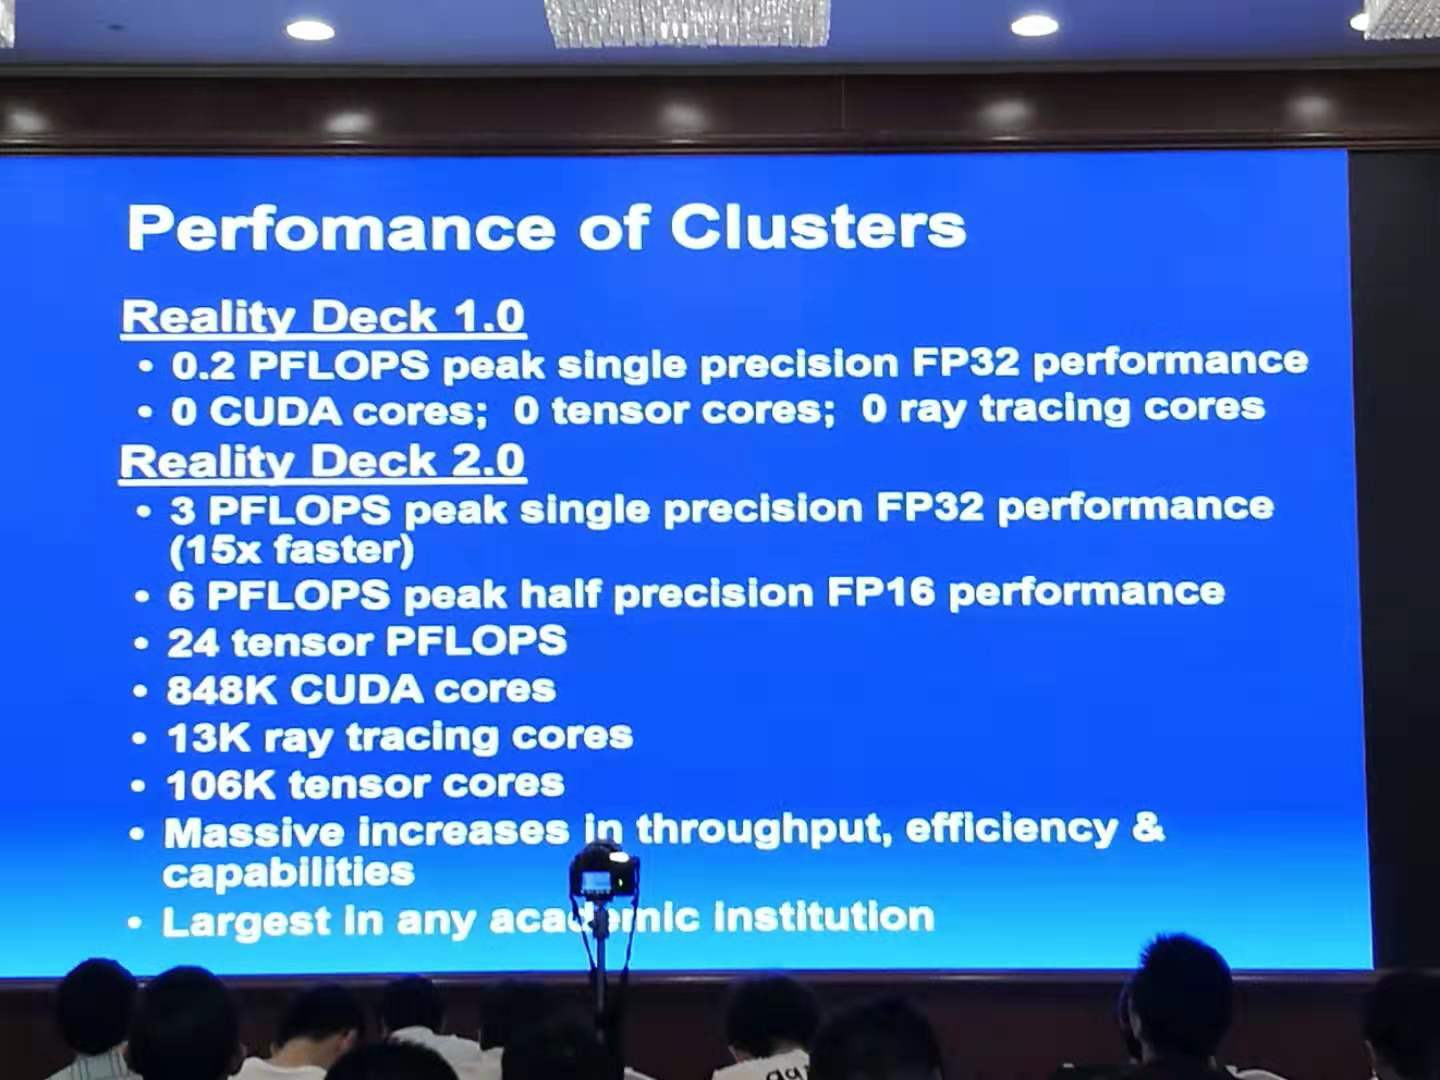 Perfomance of Clusters
Reality Deck 1.0
• 0.2 PFLOPS peak single precision FP32 performance
• 0 CUDA cores; 0 tensor cores; 0 ray tracing cores
Reality Deck 2.0
• 3 PFLOPS peak single precision FP32 performance
(15x faster)
• 6 PFLOPS peak half precision FP16 performance
• 24 tensor PFLOPS
• 848K CUDA cores
• 13K ray tracing cores
• 106K tensor cores
• Massive increases in throughput, efficiency &
capabilities
• Largest in any academic institution